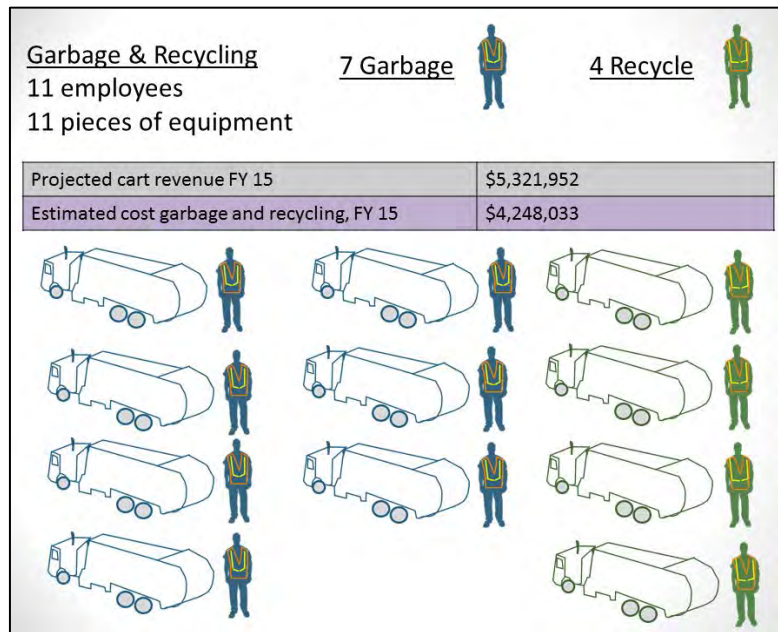 Garbage & Recycling
11 employees
11 pieces of equipment
7 Garbage
4 Recycle
Projected cart revenue FY 15 $5,321,952
Estimated cost garbage and recycling, FY 15 $4,248,033